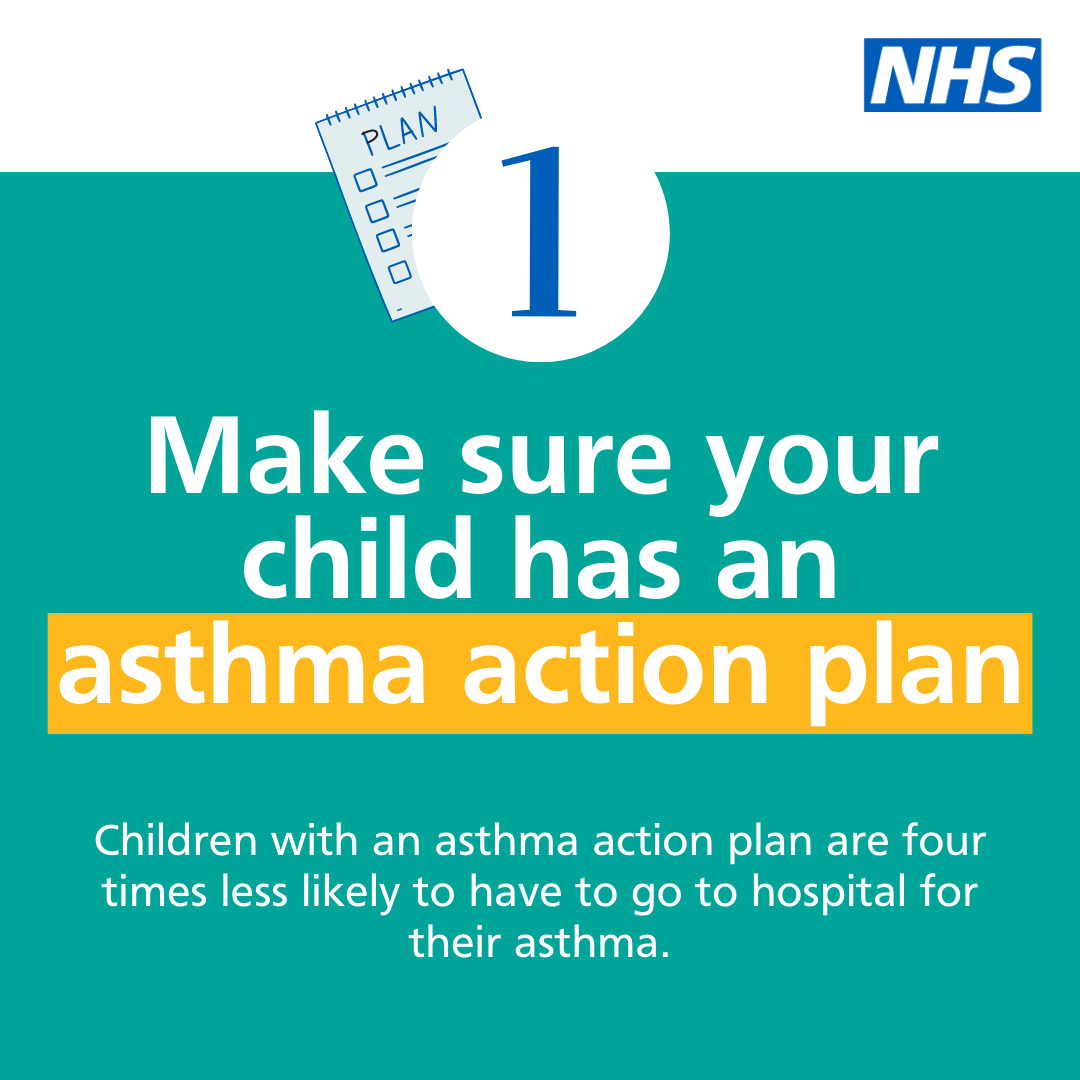 NHS
PLAN
1
Make sure your
child has an
asthma action plan
Children with an asthma action plan are four
times less likely to have to go to hospital for
their asthma.